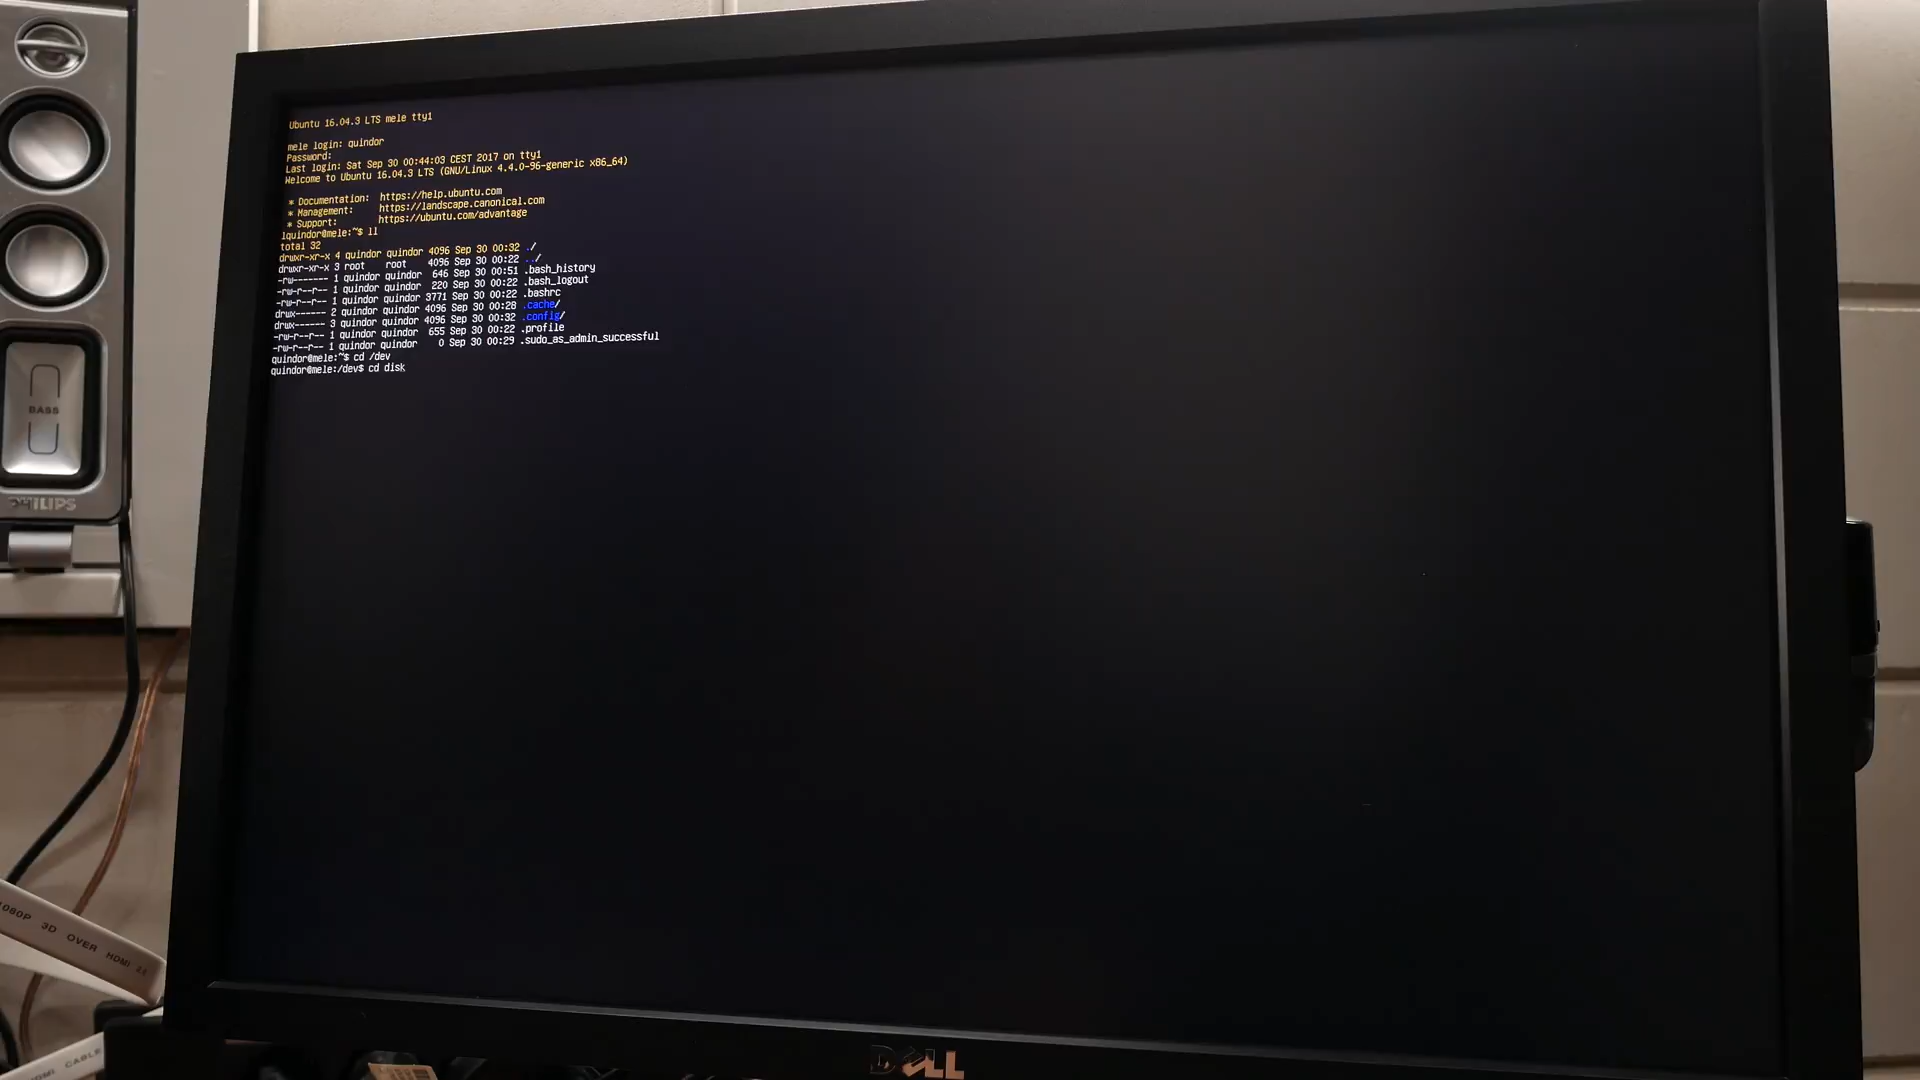 Ubuntu 16.04.3 LTS mele tty1
mele login: quindor
Password:
Last login: Sat Sep 30 00:44:03 CEST 2017 on tty1
Welcome to Ubuntu 16.04.3 LTS (GNU/Linux 4.4.0-96-generic x86_64)
* Documentation: https://help.ubuntu.com
* Management: https://landscape.canonical.com
* Support: https://ubuntu.com/advantage
lquindor@mele:~$ ll
total 32
drwxr-xr-x 4 quindor quindor 4096 Sep 30 00:32 ./
drwxr-xr-x 3 root root 4096 Sep 30 00:22 ../
-rw------- 1 quindor quindor 646 Sep 30 00:51 .bash_history
-rw-r--r-- 1 quindor quindor 220 Sep 30 00:22 .bash_logout
-rw-r--r-- 1 quindor quindor 3771 Sep 30 00:22 .bashrc
drwx------ 2 quindor quindor 4096 Sep 30 00:28 .cache/
drwx------ 3 quindor quindor 4096 Sep 30 00:32 .config/
-rw-r--r-- 1 quindor quindor 655 Sep 30 00:22 .profile
-rw-r--r-- 1 quindor quindor 0 Sep 30 00:29 .sudo_as_admin_successful
quindor@mele:~$ cd /dev
quindor@mele:/dev$ cd disk
BASS
PHILIPS
1080P 3D OVER HDMI
HDMI CABLE
DELL